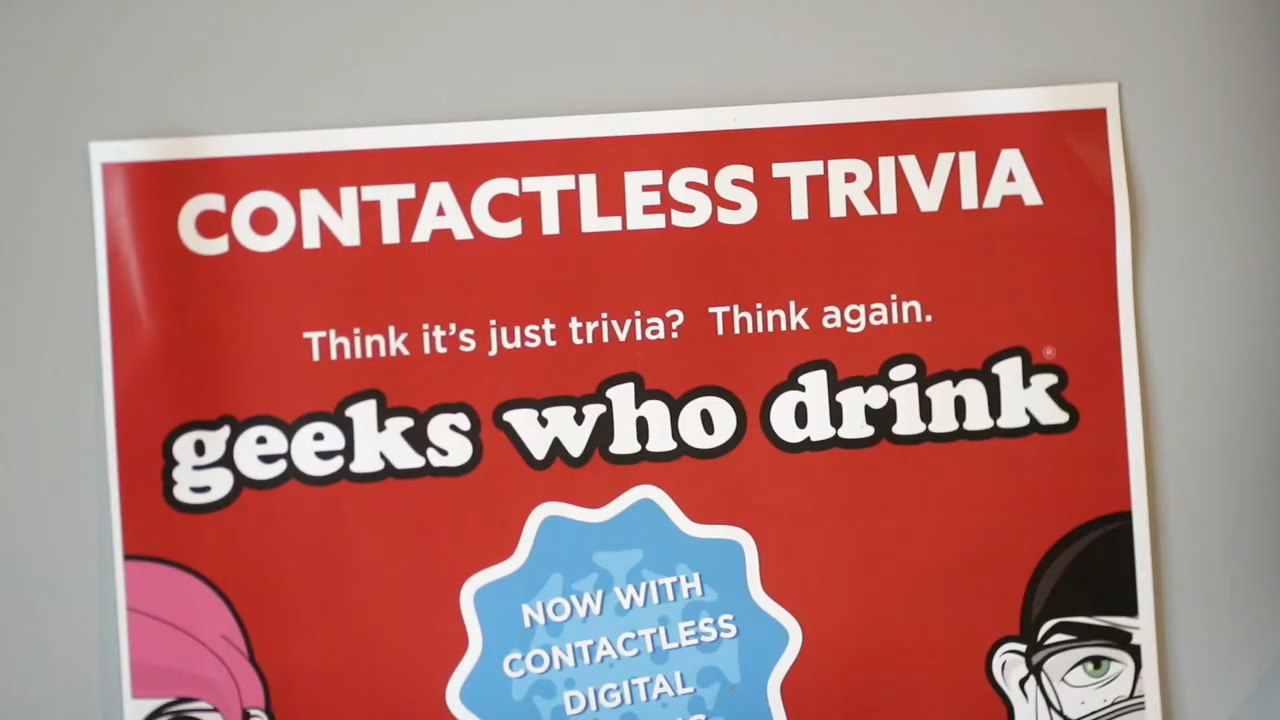 CONTACTLESS TRIVIA
Think it's just trivia? Think again.
geeks who drink®
NOW WITH
CONTACTLESS
DIGITAL